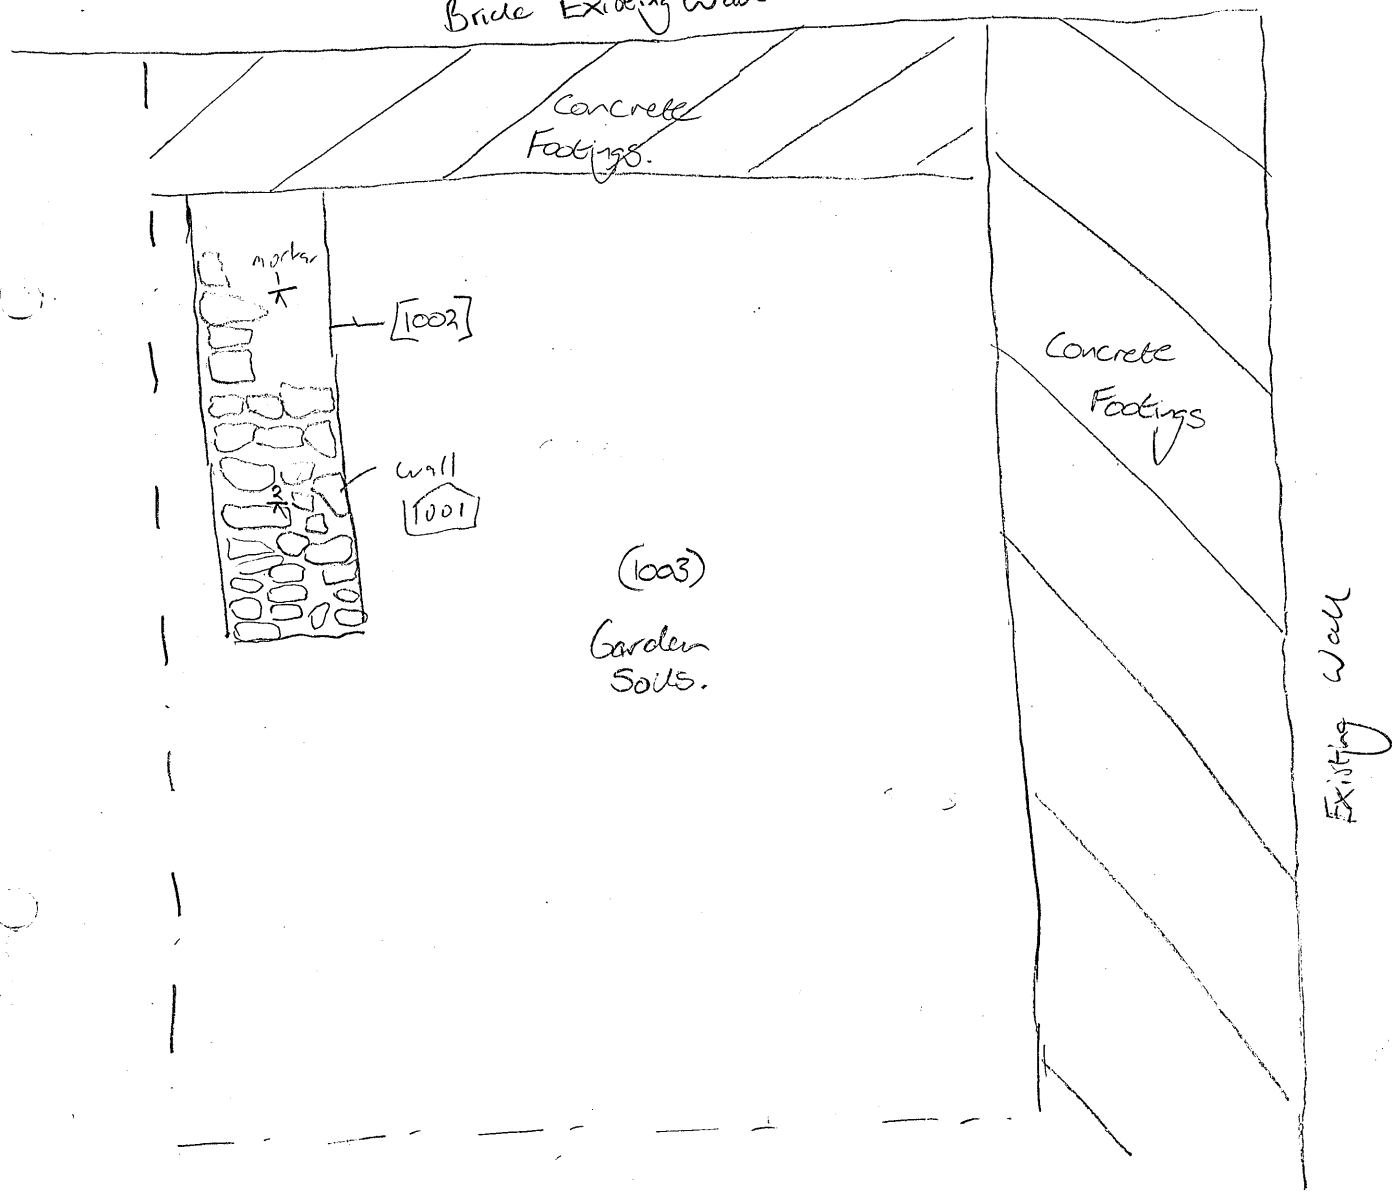 Brick Existing Wall
Concrete
Footings.
mortar
1
[1002]
Concrete
Footings
wall
2
1001
(1003)
Garden
Soils.
Existing Wall